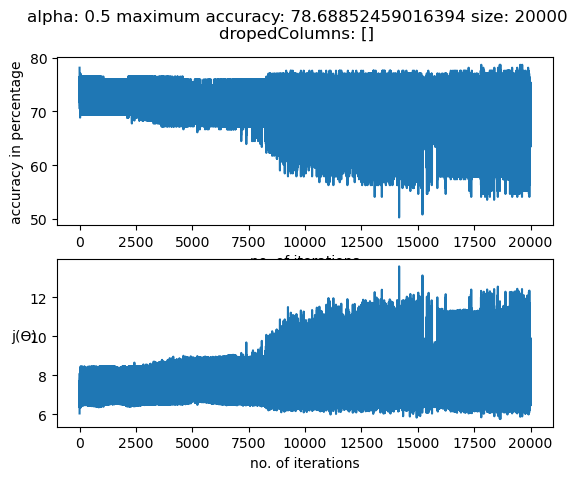 alpha: 0.5 maximum accuracy: 78.68852459016394 size: 20000
dropedColumns: []
80
70
60
50
accuracy in percentage
0 2500 5000 7500 10000 12500 15000 17500 20000
no. of iterations
12
10
8
6
j(Θ)
0 2500 5000 7500 10000 12500 15000 17500 20000
no. of iterations